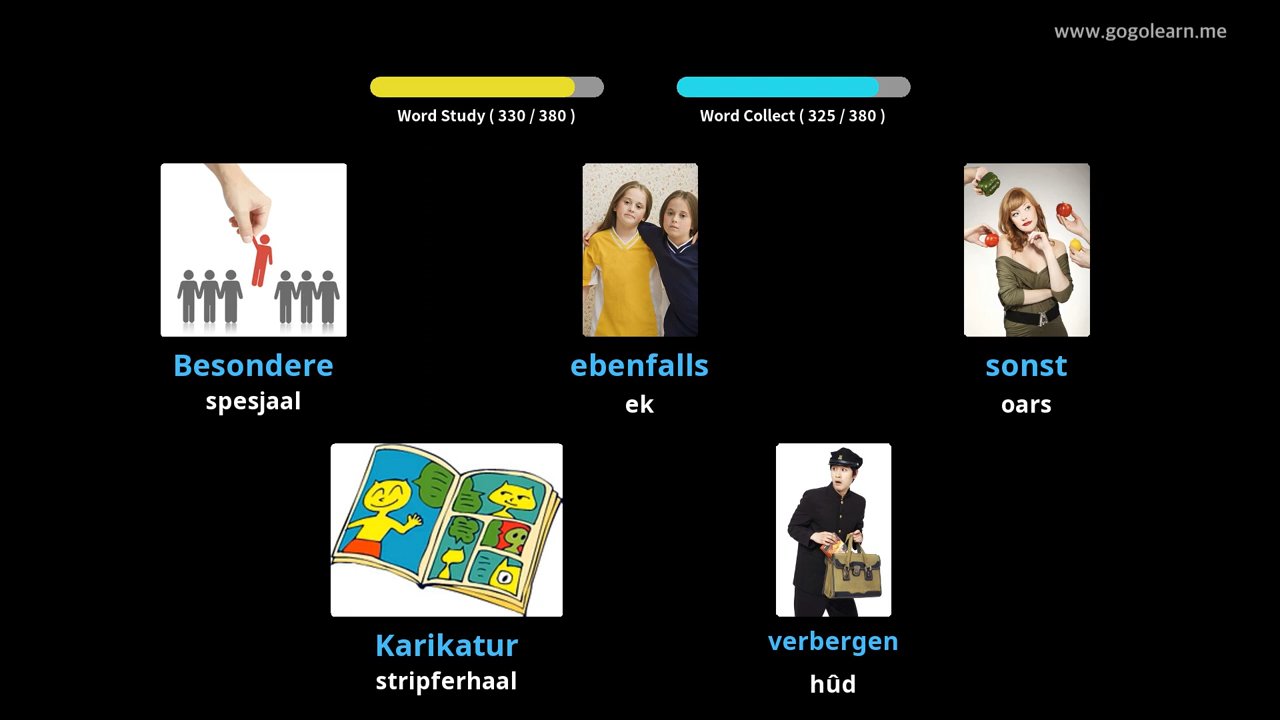 www.gogolearn.me
Word Study ( 330 / 380 )
Word Collect ( 325 / 380 )
Besondere
spesjaal
ebenfalls
ek
sonst
oars
Karikatur
stripferhaal
verbergen
hûd